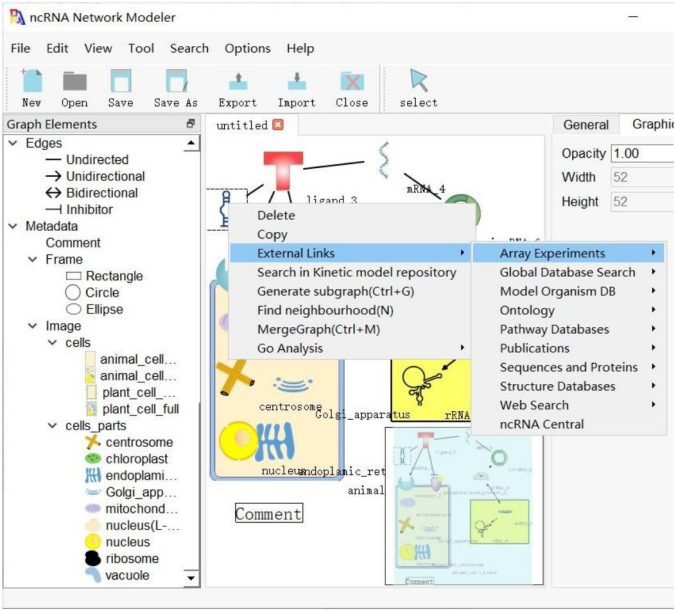 ncRNA Network Modeler
File Edit View Tool Search Options Help
New Open Save Save As Export Import Close select
Graph Elements
Edges
Undirected
Unidirectional
Bidirectional
Inhibitor
Metadata
Comment
Frame
Rectangle
Circle
Ellipse
Image
cells
animal_cell...
animal_cell...
plant_cell_...
plant_cell_full
cells_parts
centrosome
chloroplast
endoplami...
Golgi_app...
mitochond...
nucleus(L-...
nucleus
ribosome
vacuole
untitled
ligand_3
mRNA_4
Delete
Copy
External Links
Search in Kinetic model repository
Generate subgraph(Ctrl+G)
Find neighbourhood(N)
MergeGraph(Ctrl+M)
Go Analysis
Array Experiments
Global Database Search
Model Organism DB
Ontology
Pathway Databases
Publications
Sequences and Proteins
Structure Databases
Web Search
ncRNA Central
centrosome
Golgi_apparatus
rRNA
nucleus
endoplanic_ret
animal
Comment
Comment
General Graphic
Opacity 1.00
Width 52
Height 52